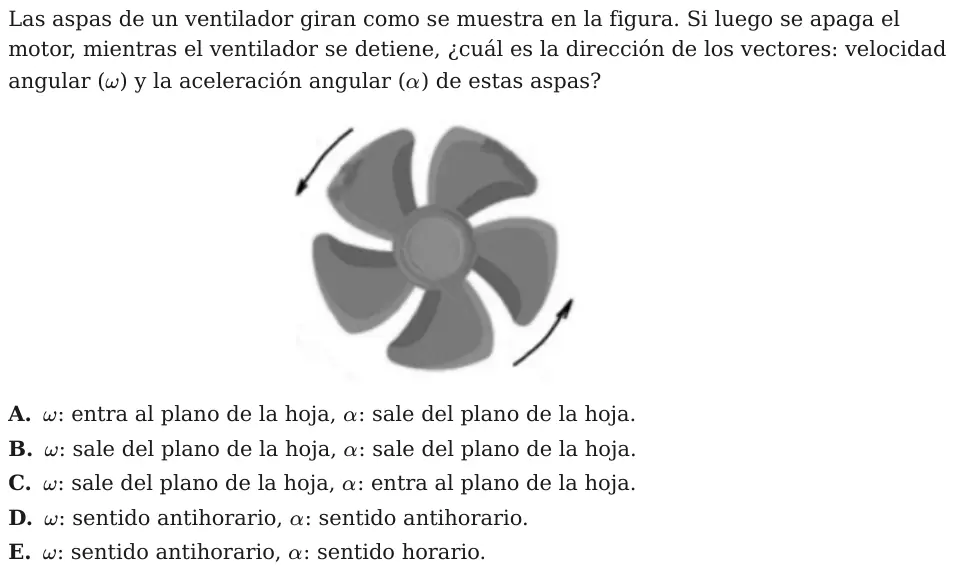 Las aspas de un ventilador giran como se muestra en la figura. Si luego se apaga el
motor, mientras el ventilador se detiene, ¿cuál es la dirección de los vectores: velocidad
angular (ω) y la aceleración angular (α) de estas aspas?
A. ω: entra al plano de la hoja, α: sale del plano de la hoja.
B. ω: sale del plano de la hoja, α: sale del plano de la hoja.
C. ω: sale del plano de la hoja, α: entra al plano de la hoja.
D. ω: sentido antihorario, α: sentido antihorario.
E. ω: sentido antihorario, α: sentido horario.